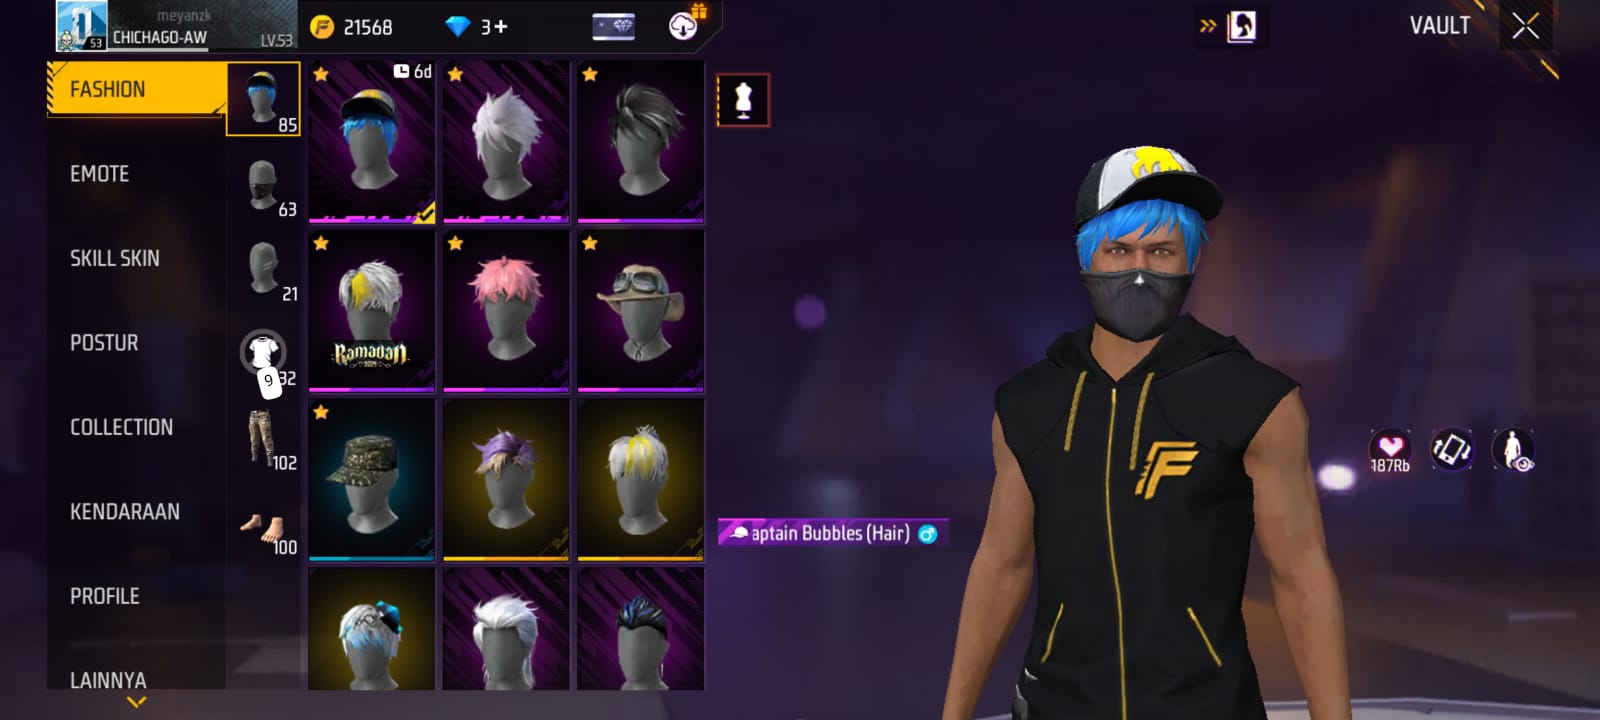 meyanzk
CHICHAGO-AW
53
LV.53
21568
3+
VAULT
FASHION
EMOTE
SKILL SKIN
POSTUR
COLLECTION
KENDARAAN
PROFILE
LAINNYA
85
63
21
9
32
102
100
6d
Ramadan
aptain Bubbles (Hair)
F
187Rb